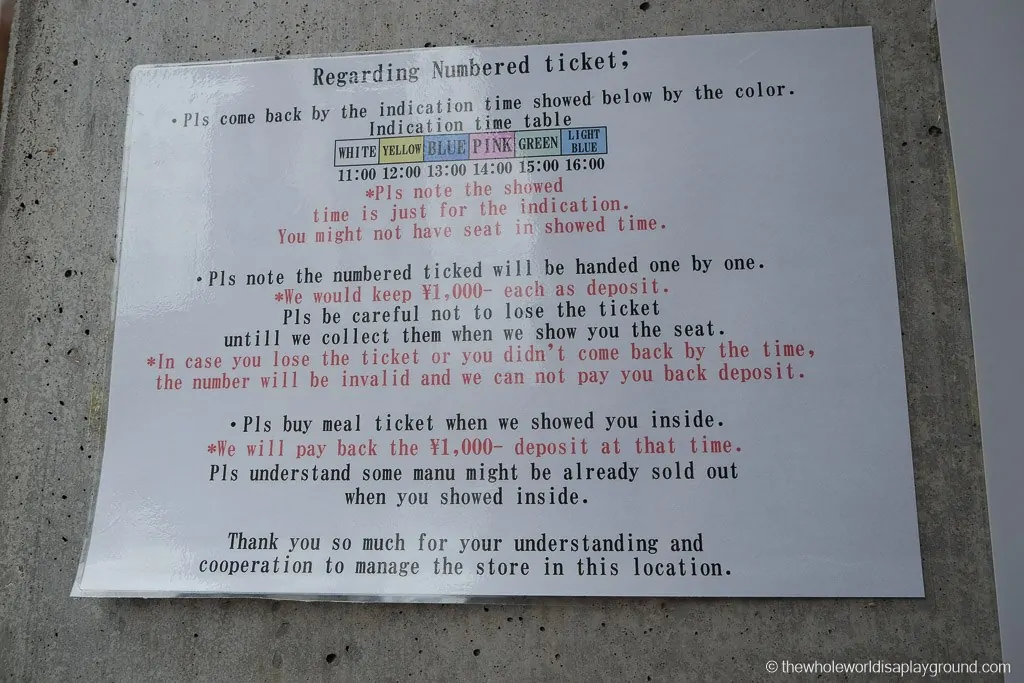 Regarding Numbered ticket;
・Pls come back by the indication time showed below by the color.
Indication time table
WHITE YELLOW BLUE PINK GREEN LIGHT BLUE
11:00 12:00 13:00 14:00 15:00 16:00
*Pls note the showed
time is just for the indication.
You might not have seat in showed time.
・Pls note the numbered ticked will be handed one by one.
*We would keep ¥1,000- each as deposit.
Pls be careful not to lose the ticket
untill we collect them when we show you the seat.
*In case you lose the ticket or you didn't come back by the time,
the number will be invalid and we can not pay you back deposit.
・Pls buy meal ticket when we showed you inside.
*We will pay back the ¥1,000- deposit at that time.
Pls understand some manu might be already sold out
when you showed inside.
Thank you so much for your understanding and
cooperation to manage the store in this location.
© thewholeworldisaplayground.com